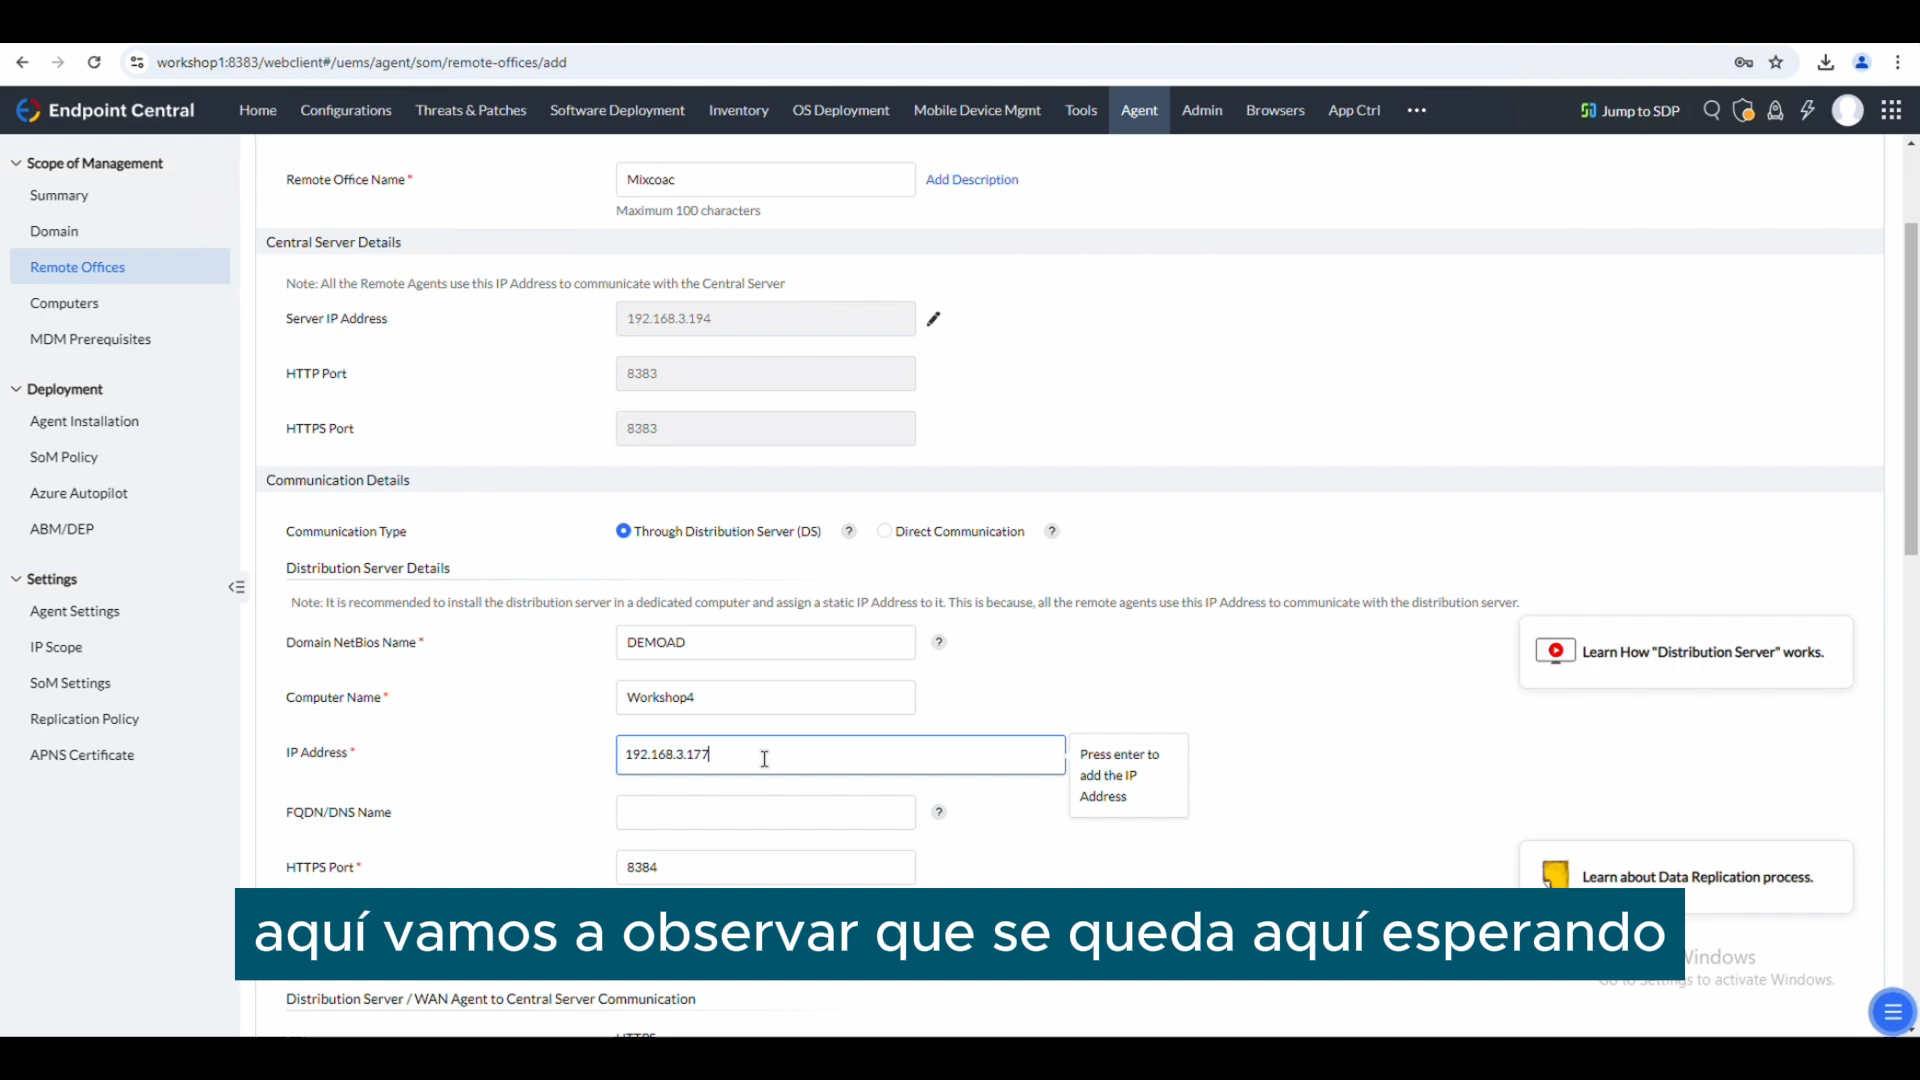 workshop1:8383/webclient#/uems/agent/som/remote-offices/add
Endpoint Central Home Configurations Threats & Patches Software Deployment Inventory OS Deployment Mobile Device Mgmt Tools Agent Admin Browsers App Ctrl ••• Jump to SDP
Scope of Management
Summary
Domain
Remote Offices
Computers
MDM Prerequisites
Deployment
Agent Installation
SoM Policy
Azure Autopilot
ABM/DEP
Settings
Agent Settings
IP Scope
SoM Settings
Replication Policy
APNS Certificate
Remote Office Name* Mixcoac Add Description
Maximum 100 characters
Central Server Details
Note: All the Remote Agents use this IP Address to communicate with the Central Server
Server IP Address 192.168.3.194
HTTP Port 8383
HTTPS Port 8383
Communication Details
Communication Type Through Distribution Server (DS) ? Direct Communication ?
Distribution Server Details
Note: It is recommended to install the distribution server in a dedicated computer and assign a static IP Address to it. This is because, all the remote agents use this IP Address to communicate with the distribution server.
Domain NetBios Name* DEMOAD ?
Learn How "Distribution Server" works.
Computer Name* Workshop4
IP Address* 192.168.3.177
Press enter to
add the IP
Address
FQDN/DNS Name ?
HTTPS Port* 8384
Learn about Data Replication process.
aquí vamos a observar que se queda aquí esperando
Windows
to activate Windows.
Distribution Server / WAN Agent to Central Server Communication
HTTPS